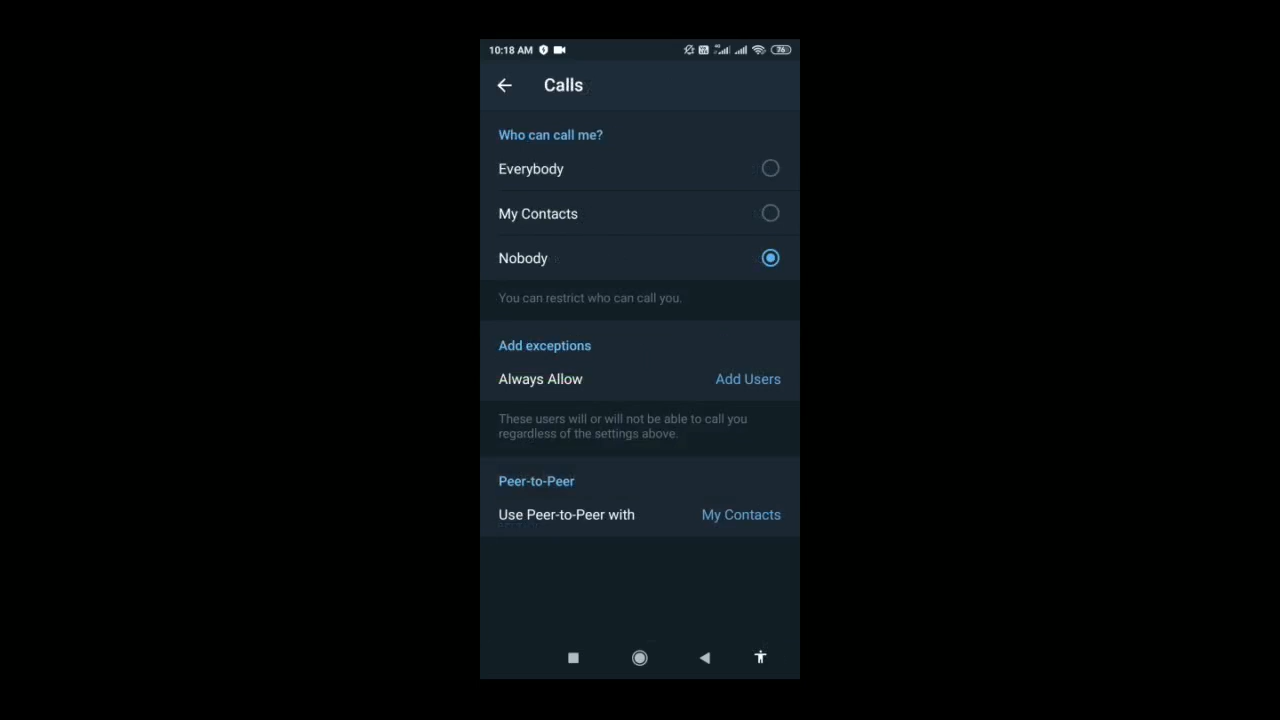 10:18 AM 76
Calls
Who can call me?
Everybody
My Contacts
Nobody
You can restrict who can call you.
Add exceptions
Always Allow Add Users
These users will or will not be able to call you
regardless of the settings above.
Peer-to-Peer
Use Peer-to-Peer with My Contacts